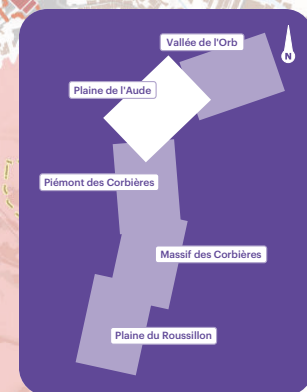 Vallée de l'Orb
N
Plaine de l'Aude
Piémont des Corbières
Massif des Corbières
Plaine du Roussillon